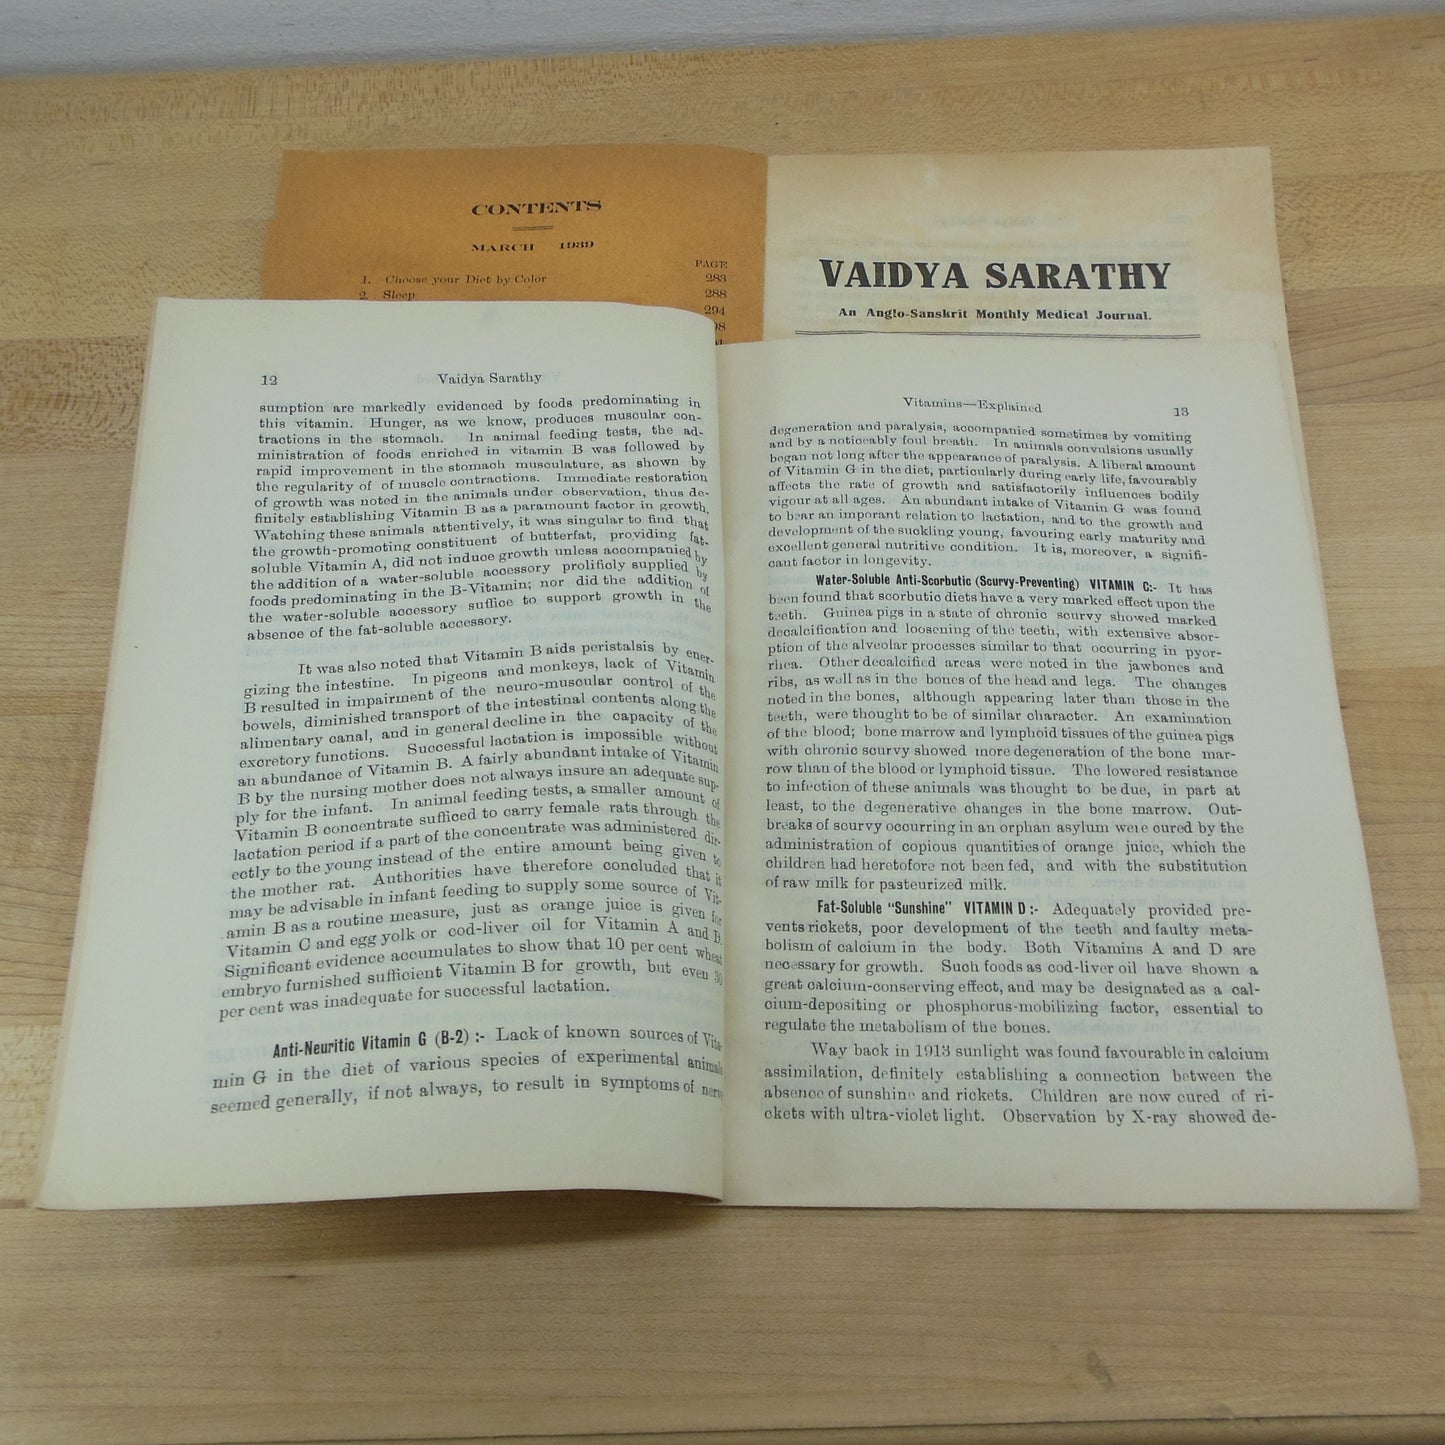 CONTENTS
MARCH 1939
PAGE
1. Choose your Diet by Color 283
2. Sleep 288
294
VAIDYA SARATHY
An Anglo-Sanskrit Monthly Medical Journal.
12 Vaidya Sarathy
sumption are markedly evidenced by foods predominating in
this vitamin. Hunger, as we know, produces muscular con-
tractions in the stomach. In animal feeding tests, the ad-
ministration of foods enriched in vitamin B was followed by
rapid improvement in the stomach musculature, as shown by
the regularity of of muscle contractions. Immediate restoration
of growth was noted in the animals under observation, thus de-
finitely establishing Vitamin B as a paramount factor in growth.
Watching these animals attentively, it was singular to find that
the growth-promoting constituent of butterfat, providing fat-
soluble Vitamin A, did not induce growth unless accompanied by
the addition of a water-soluble accessory prolificly supplied by
foods predominating in the B-Vitamin; nor did the addition of
the water-soluble accessory suffice to support growth in the
absence of the fat-soluble accessory.
It was also noted that Vitamin B aids peristalsis by ener-
gizing the intestine. In pigeons and monkeys, lack of Vitamin
B resulted in impairment of the neuro-muscular control of the
bowels, diminished transport of the intestinal contents along the
alimentary canal, and in general decline in the capacity of the
excretory functions. Successful lactation is impossible without
an abundance of Vitamin B. A fairly abundant intake of Vitamin
B by the nursing mother does not always insure an adequate sup-
ply for the infant. In animal feeding tests, a smaller amount of
Vitamin B concentrate sufficed to carry female rats through the
lactation period if a part of the concentrate was administered dir-
ectly to the young instead of the entire amount being given to
the mother rat. Authorities have therefore concluded that it
may be advisable in infant feeding to supply some source of Vit-
amin B as a routine measure, just as orange juice is given for
Vitamin C and egg yolk or cod-liver oil for Vitamin A and D.
Significant evidence accumulates to show that 10 per cent wheat
embryo furnished sufficient Vitamin B for growth, but even 30
per cent was inadequate for successful lactation.
Anti-Neuritic Vitamin G (B-2) :- Lack of known sources of Vita-
min G in the diet of various species of experimental animals
seemed generally, if not always, to result in symptoms of
Vitamins—Explained 13
degeneration and paralysis, accompanied sometimes by vomiting
and by a noticeably foul breath. In animals convulsions usually
began not long after the appearance of paralysis. A liberal amount
of Vitamin G in the diet, particularly during early life, favourably
affects the rate of growth and satisfactorily influences bodily
vigour at all ages. An abundant intake of Vitamin G was found
to bear an imporant relation to lactation, and to the growth and
development of the suckling young, favouring early maturity and
excellent general nutritive condition. It is, moreover, a signifi-
cant factor in longevity.
Water-Soluble Anti-Scorbutic (Scurvy-Preventing) VITAMIN C:- It has
been found that scorbutic diets have a very marked effect upon the
teeth. Guinea pigs in a state of chronic scurvy showed marked
decalcification and loosening of the teeth, with extensive absor-
ption of the alveolar processes similar to that occurring in pyor-
rhea. Other decalcified areas were noted in the jawbones and
ribs, as well as in the bones of the head and legs. The changes
noted in the bones, although appearing later than those in the
teeth, were thought to be of similar character. An examination
of the blood; bone marrow and lymphoid tissues of the guinea pigs
with chronic scurvy showed more degeneration of the bone mar-
row than of the blood or lymphoid tissue. The lowered resistance
to infection of these animals was thought to be due, in part at
least, to the degenerative changes in the bone marrow. Out-
breaks of scurvy occurring in an orphan asylum were cured by the
administration of copious quantities of orange juice, which the
children had heretofore not been fed, and with the substitution
of raw milk for pasteurized milk.
Fat-Soluble "Sunshine" VITAMIN D :- Adequately provided pre-
vents rickets, poor development of the teeth and faulty meta-
bolism of calcium in the body. Both Vitamins A and D are
necessary for growth. Such foods as cod-liver oil have shown a
great calcium-conserving effect, and may be designated as a cal-
cium-depositing or phosphorus-mobilizing factor, essential to
regulate the metabolism of the bones.
Way back in 1913 sunlight was found favourable in calcium
assimilation, definitely establishing a connection between the
absence of sunshine and rickets. Children are now cured of ri-
ckets with ultra-violet light. Observation by X-ray showed de-